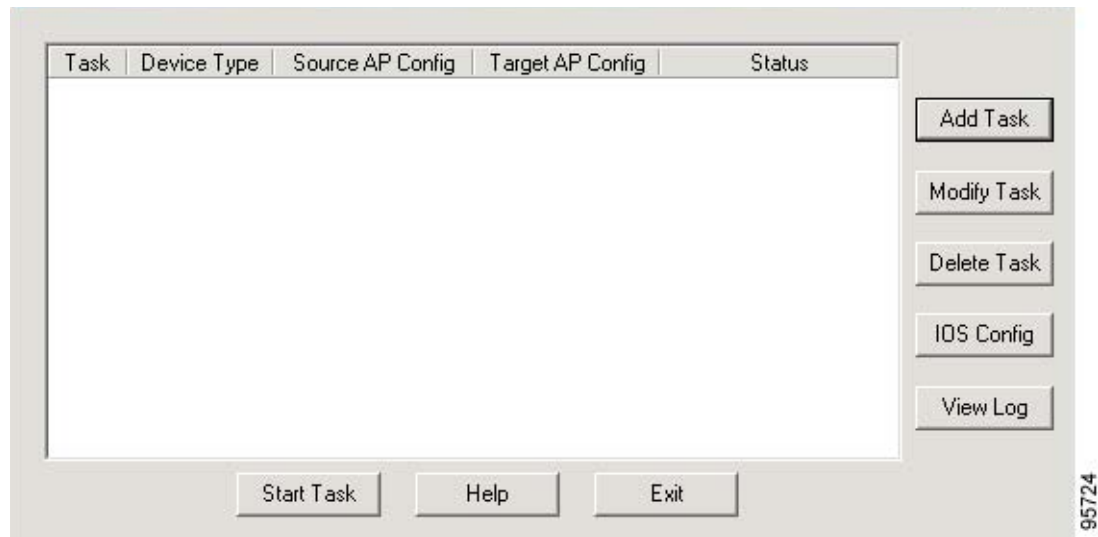 Task Device Type Source AP Config Target AP Config Status
Add Task
Modify Task
Delete Task
IOS Config
View Log
Start Task Help Exit
95724